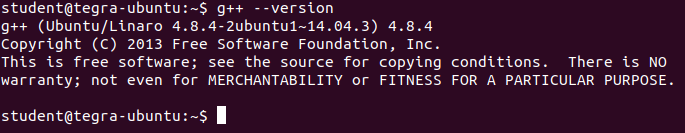 student@tegra-ubuntu:~$ g++ --version
g++ (Ubuntu/Linaro 4.8.4-2ubuntu1~14.04.3) 4.8.4
Copyright (C) 2013 Free Software Foundation, Inc.
This is free software; see the source for copying conditions.  There is NO
warranty; not even for MERCHANTABILITY or FITNESS FOR A PARTICULAR PURPOSE.
student@tegra-ubuntu:~$